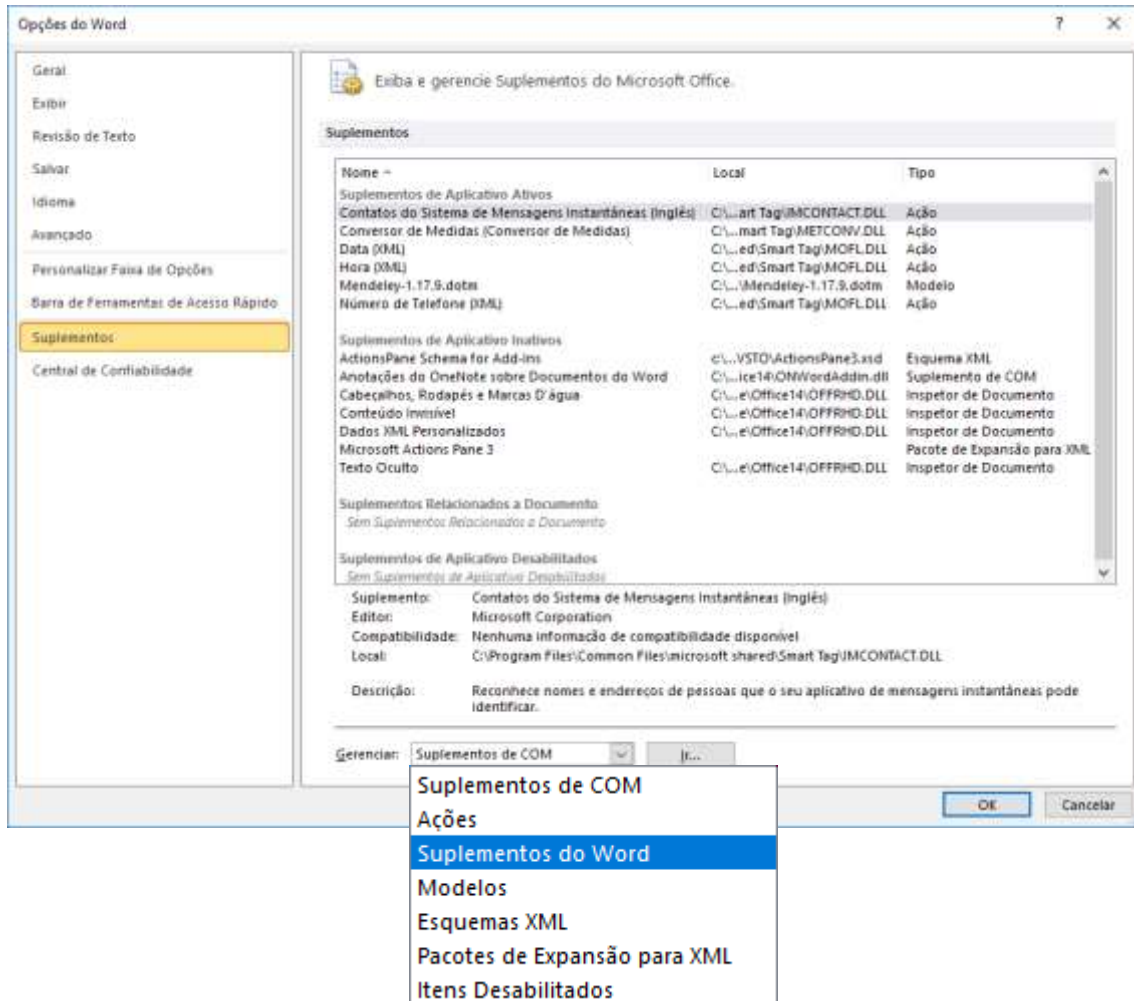 Opções do Word ? ×
Geral
Exibir
Revisão de Texto
Salvar
Idioma
Avançado
Personalizar Faixa de Opções
Barra de Ferramentas de Acesso Rápido
Suplementos
Central de Confiabilidade
Exiba e gerencie Suplementos do Microsoft Office.
Suplementos
Nome Local Tipo
Suplementos de Aplicativo Ativos
Contatos do Sistema de Mensagens Instantâneas (Inglês) C:\...art Tag\IMCONTACT.DLL Ação
Conversor de Medidas (Conversor de Medidas) C:\...mart Tag\METCONV.DLL Ação
Data (XML) C:\...ed\Smart Tag\MOFL.DLL Ação
Hora (XML) C:\...ed\Smart Tag\MOFL.DLL Ação
Mendeley-1.17.9.dotm C:\...\Mendeley-1.17.9.dotm Modelo
Número de Telefone (XML) C:\...ed\Smart Tag\MOFL.DLL Ação
Suplementos de Aplicativo Inativos
ActionsPane Schema for Add-Ins c:\...VSTO\ActionsPane3.xsd Esquema XML
Anotações do OneNote sobre Documentos do Word C:\...ice14\ONWordAddin.dll Suplemento de COM
Cabeçalhos, Rodapés e Marcas D'água C:\...e\Office14\OFFRHD.DLL Inspetor de Documento
Conteúdo Invisível C:\...e\Office14\OFFRHD.DLL Inspetor de Documento
Dados XML Personalizados C:\...e\Office14\OFFRHD.DLL Inspetor de Documento
Microsoft Actions Pane 3 Pacote de Expansão para XML
Texto Oculto C:\...e\Office14\OFFRHD.DLL Inspetor de Documento
Suplementos Relacionados a Documento
Sem Suplementos Relacionados a Documento
Suplementos de Aplicativo Desabilitados
Sem Suplementos de Aplicativo Desabilitados
Suplemento: Contatos do Sistema de Mensagens Instantâneas (Inglês)
Editor: Microsoft Corporation
Compatibilidade: Nenhuma informação de compatibilidade disponível
Local: C:\Program Files\Common Files\microsoft shared\Smart Tag\IMCONTACT.DLL
Descrição: Reconhece nomes e endereços de pessoas que o seu aplicativo de mensagens instantâneas pode
identificar.
Gerenciar: Suplementos de COM Ir...
Suplementos de COM
Ações
Suplementos do Word
Modelos
Esquemas XML
Pacotes de Expansão para XML
Itens Desabilitados
OK Cancelar